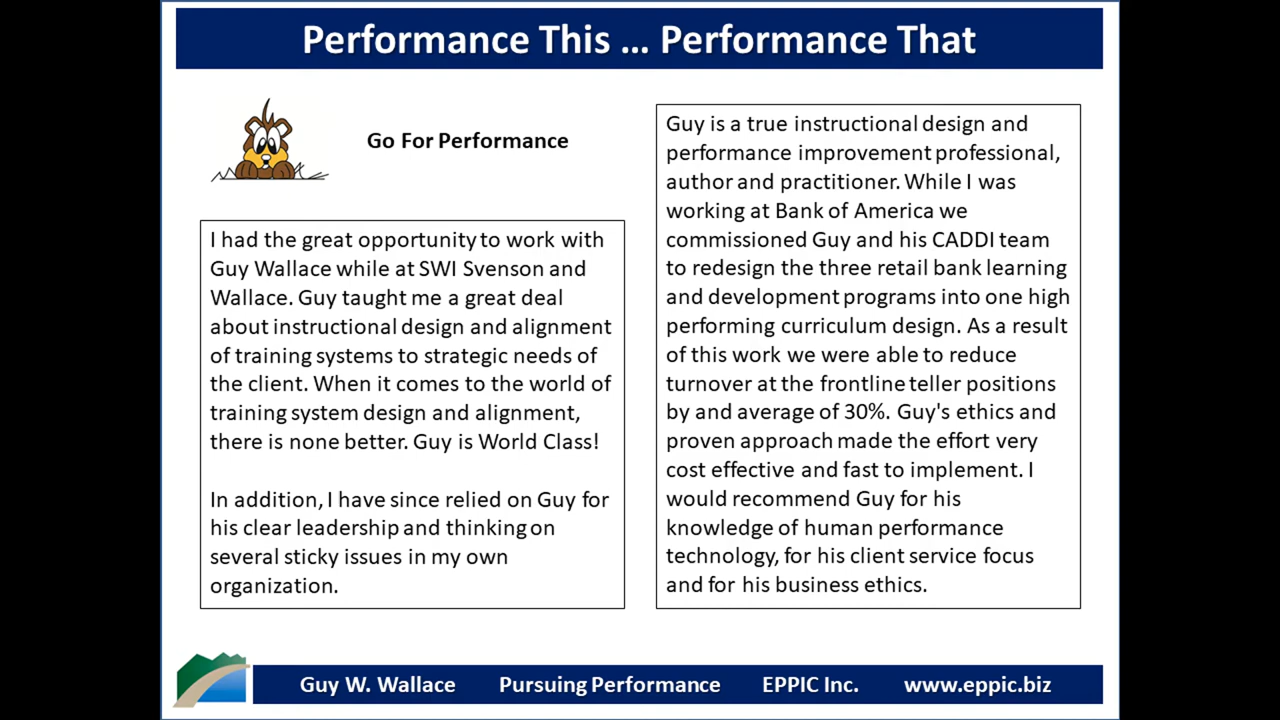 Performance This ... Performance That
Go For Performance
I had the great opportunity to work with
Guy Wallace while at SWI Svenson and
Wallace. Guy taught me a great deal
about instructional design and alignment
of training systems to strategic needs of
the client. When it comes to the world of
training system design and alignment,
there is none better. Guy is World Class!
In addition, I have since relied on Guy for
his clear leadership and thinking on
several sticky issues in my own
organization.
Guy is a true instructional design and
performance improvement professional,
author and practitioner. While I was
working at Bank of America we
commissioned Guy and his CADDI team
to redesign the three retail bank learning
and development programs into one high
performing curriculum design. As a result
of this work we were able to reduce
turnover at the frontline teller positions
by and average of 30%. Guy's ethics and
proven approach made the effort very
cost effective and fast to implement. I
would recommend Guy for his
knowledge of human performance
technology, for his client service focus
and for his business ethics.
Guy W. Wallace Pursuing Performance EPPIC Inc. www.eppic.biz